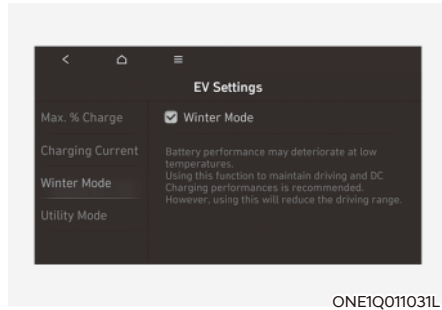 EV Settings
Max. % Charge
Charging Current
Winter Mode
Utility Mode
Winter Mode
Battery performance may deteriorate at low
temperatures.
Using this function to maintain driving and DC
Charging performances is recommended.
However, using this will reduce the driving range.
ONE1Q011031L